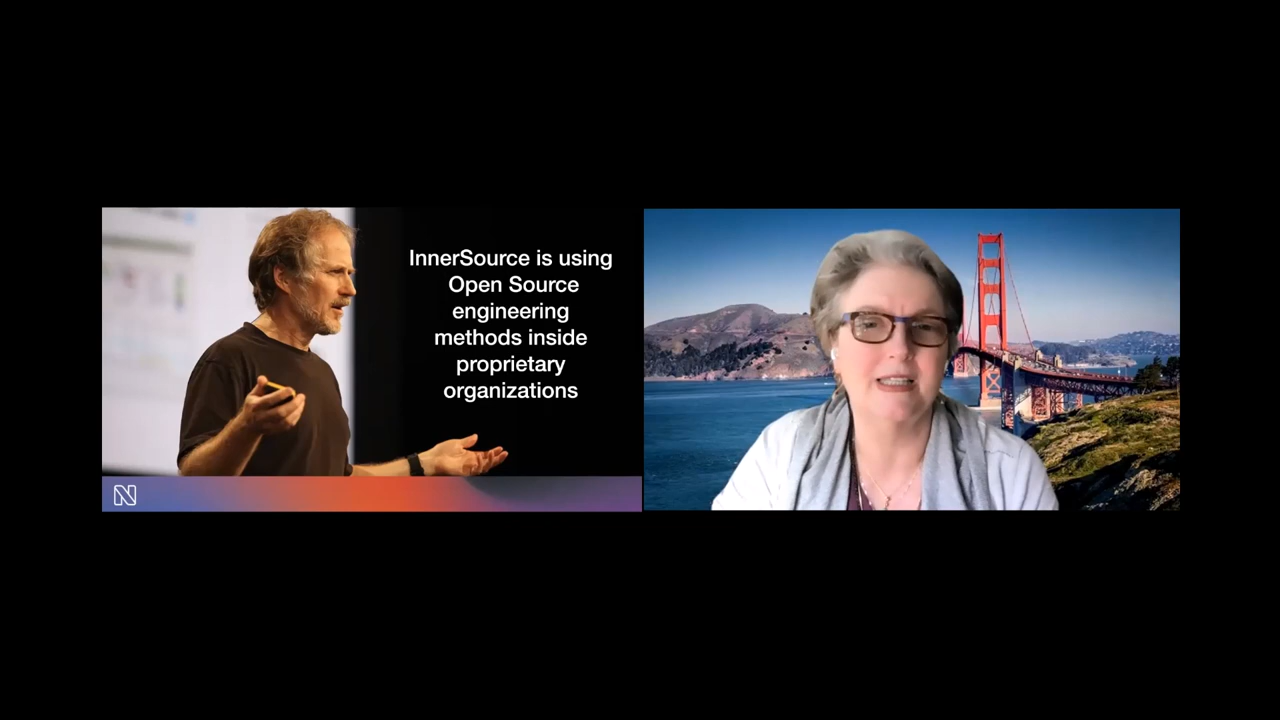 InnerSource is using
Open Source
engineering
methods inside
proprietary
organizations